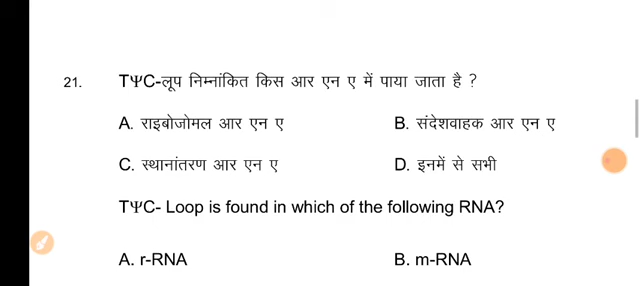 21. TΨC-लूप निम्नांकित किस आर एन ए में पाया जाता है ?
A. राइबोजोमल आर एन ए B. संदेशवाहक आर एन ए
C. स्थानांतरण आर एन ए D. इनमें से सभी
TΨC- Loop is found in which of the following RNA?
A. r-RNA B. m-RNA